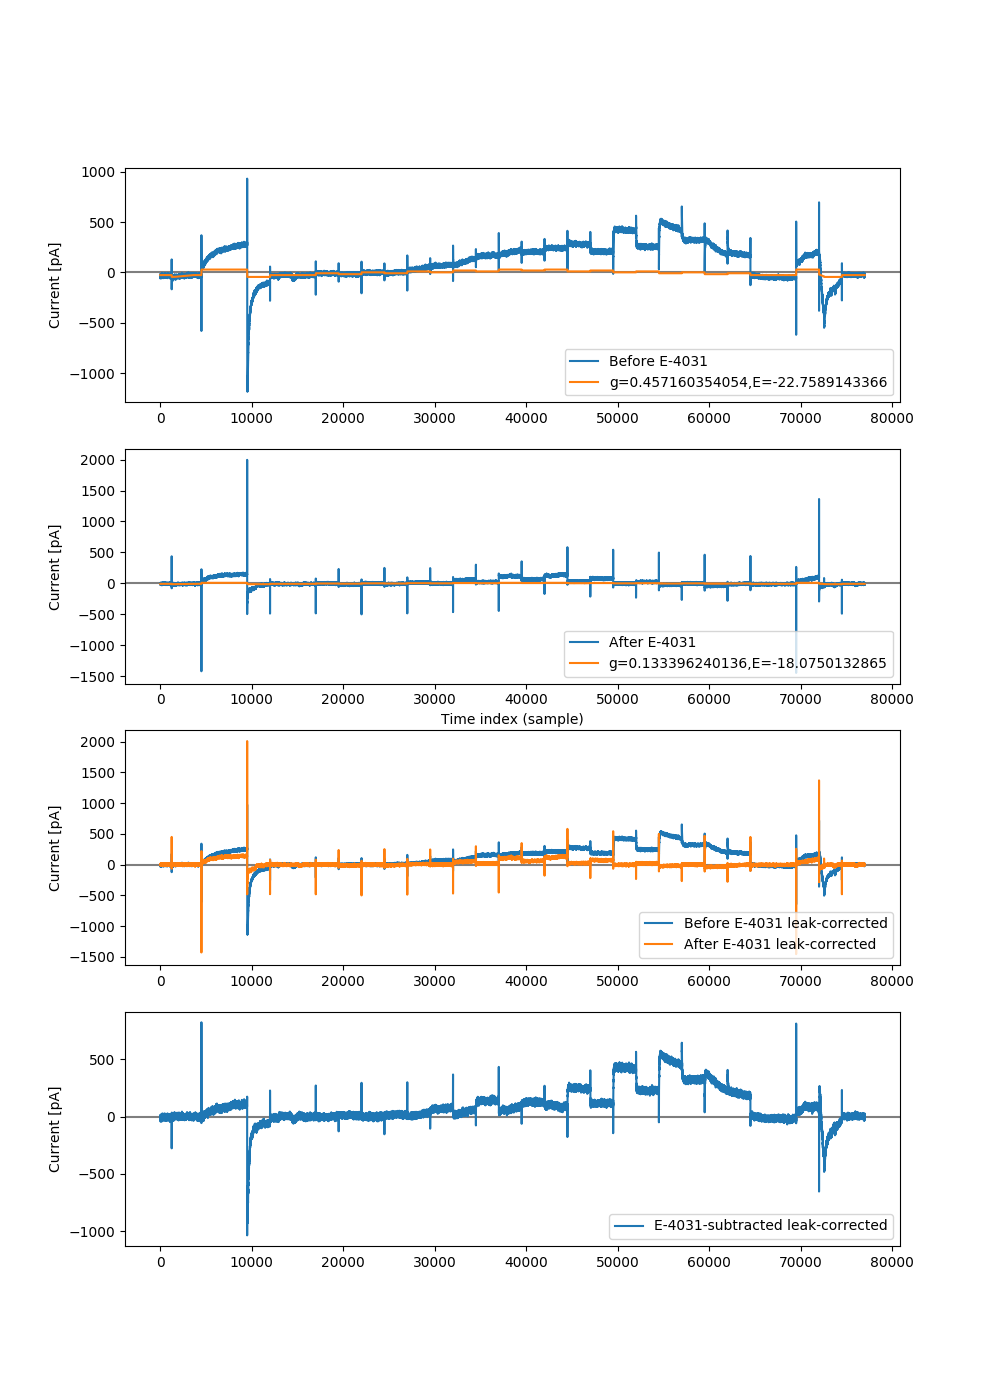 1000
500
0
−500
−1000
Current [pA]
Before E-4031
g=0.457160354054,E=-22.7589143366
0 10000 20000 30000 40000 50000 60000 70000 80000
2000
1500
1000
500
0
−500
−1000
−1500
Current [pA]
After E-4031
g=0.133396240136,E=-18.0750132865
0 10000 20000 30000 40000 50000 60000 70000 80000
Time index (sample)
2000
1500
1000
500
0
−500
−1000
−1500
Current [pA]
Before E-4031 leak-corrected
After E-4031 leak-corrected
0 10000 20000 30000 40000 50000 60000 70000 80000
500
0
−500
−1000
Current [pA]
E-4031-subtracted leak-corrected
0 10000 20000 30000 40000 50000 60000 70000 80000